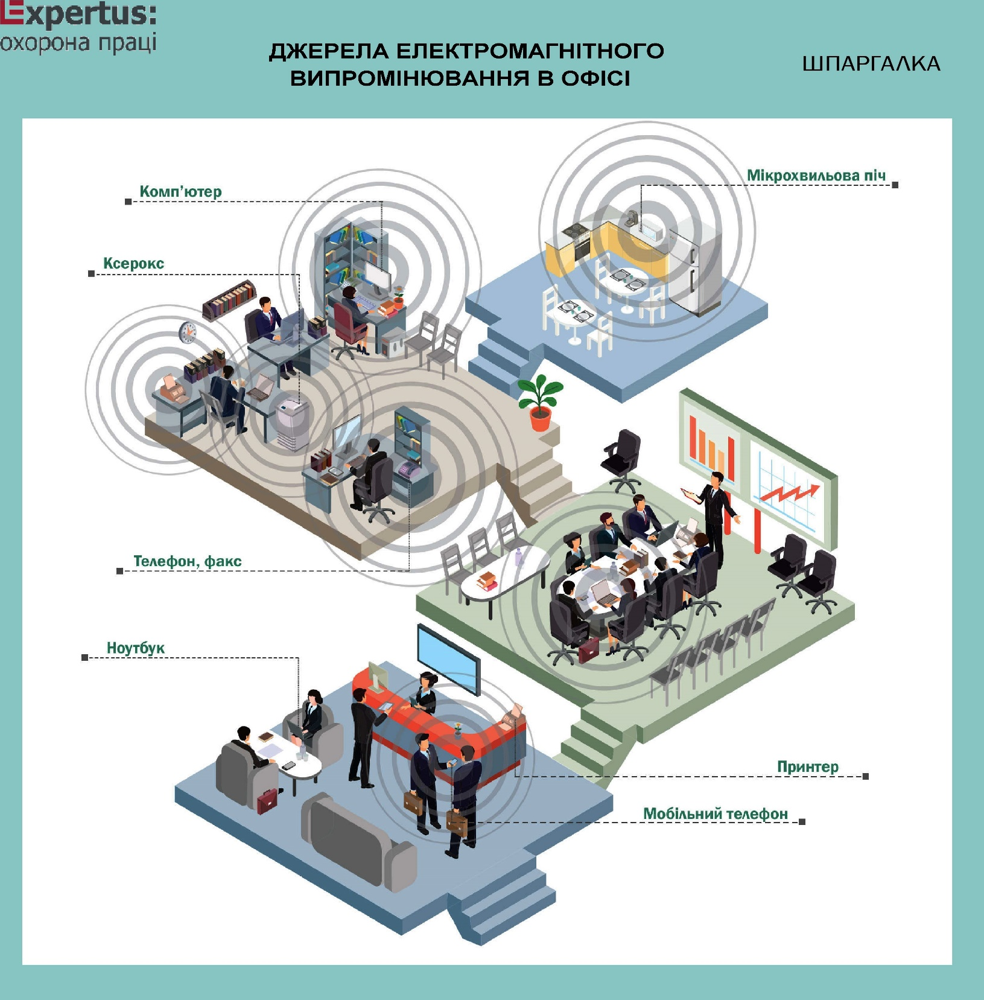 Expertus:
охорона праці
ДЖЕРЕЛА ЕЛЕКТРОМАГНІТНОГО
ВИПРОМІНЮВАННЯ В ОФІСІ
ШПАРГАЛКА
Мікрохвильова піч
Комп’ютер
Ксерокс
Телефон, факс
Ноутбук
Принтер
Мобільний телефон